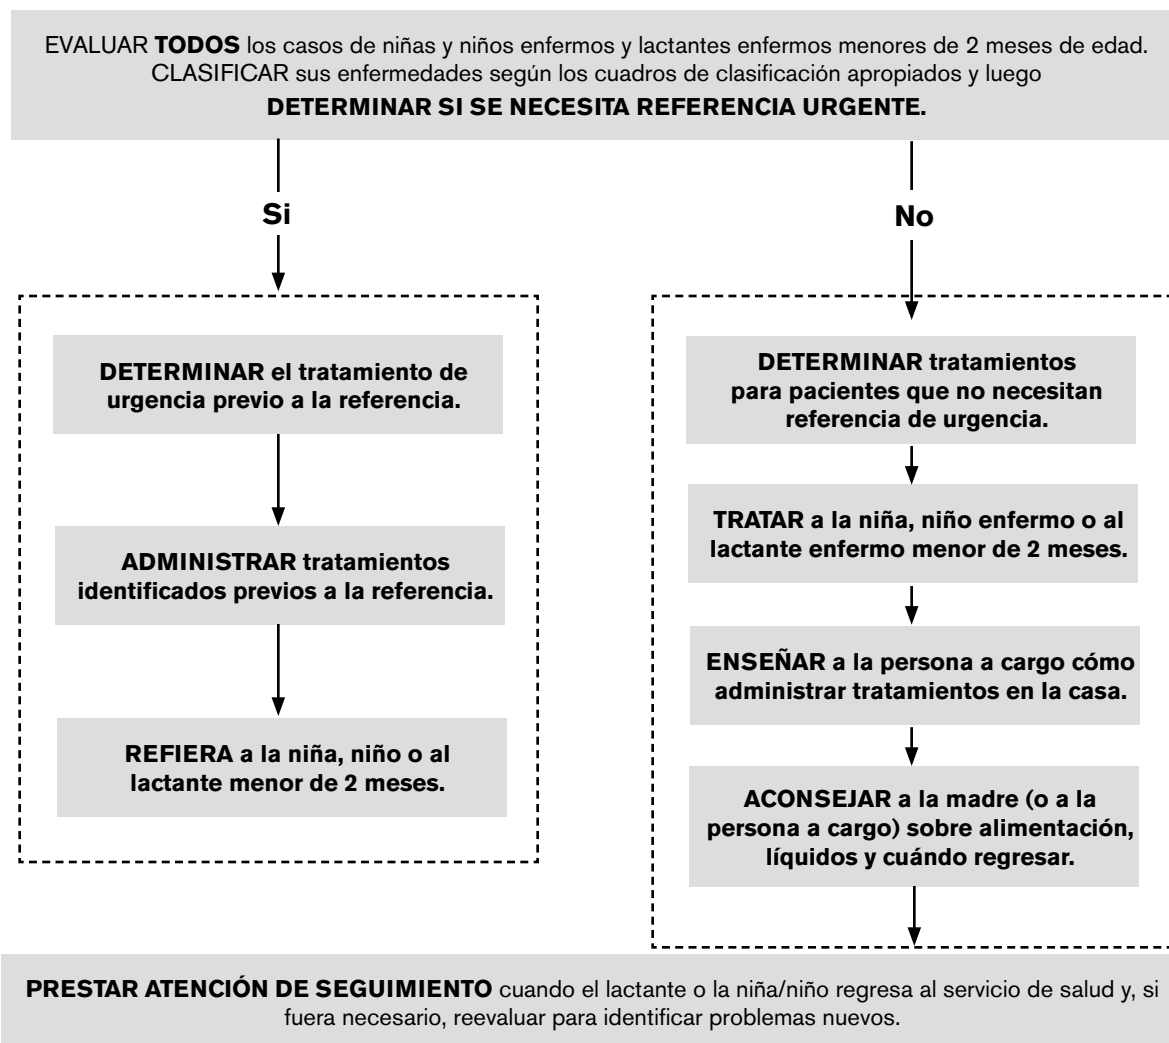 EVALUAR TODOS los casos de niñas y niños enfermos y lactantes enfermos menores de 2 meses de edad.
CLASIFICAR sus enfermedades según los cuadros de clasificación apropiados y luego
DETERMINAR SI SE NECESITA REFERENCIA URGENTE.
Si
DETERMINAR el tratamiento de
urgencia previo a la referencia.
ADMINISTRAR tratamientos
identificados previos a la referencia.
REFIERA a la niña, niño o al
lactante menor de 2 meses.
No
DETERMINAR tratamientos
para pacientes que no necesitan
referencia de urgencia.
TRATAR a la niña, niño enfermo o al
lactante enfermo menor de 2 meses.
ENSEÑAR a la persona a cargo cómo
administrar tratamientos en la casa.
ACONSEJAR a la madre (o a la
persona a cargo) sobre alimentación,
líquidos y cuándo regresar.
PRESTAR ATENCIÓN DE SEGUIMIENTO cuando el lactante o la niña/niño regresa al servicio de salud y, si
fuera necesario, reevaluar para identificar problemas nuevos.